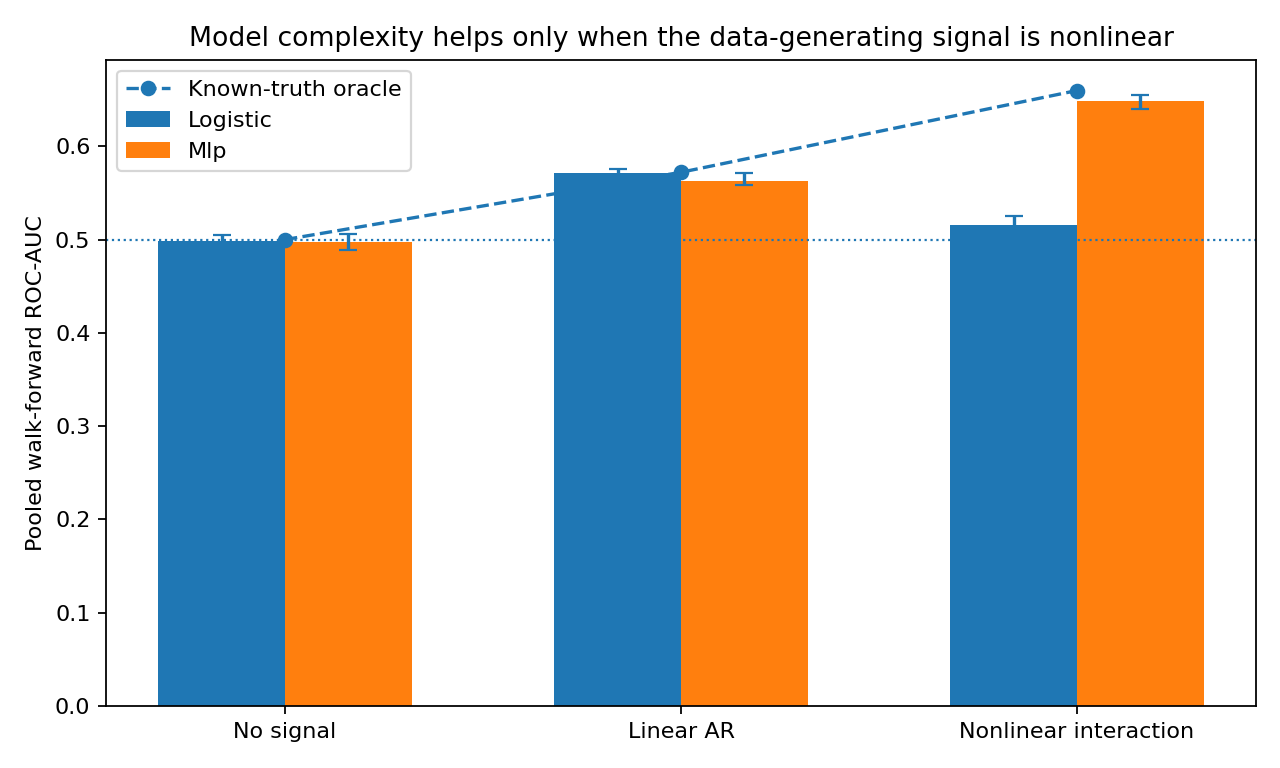 Model complexity helps only when the data-generating signal is nonlinear
Known-truth oracle
Logistic
Mlp
Pooled walk-forward ROC-AUC
0.6
0.5
0.4
0.3
0.2
0.1
0.0
No signal
Linear AR
Nonlinear interaction